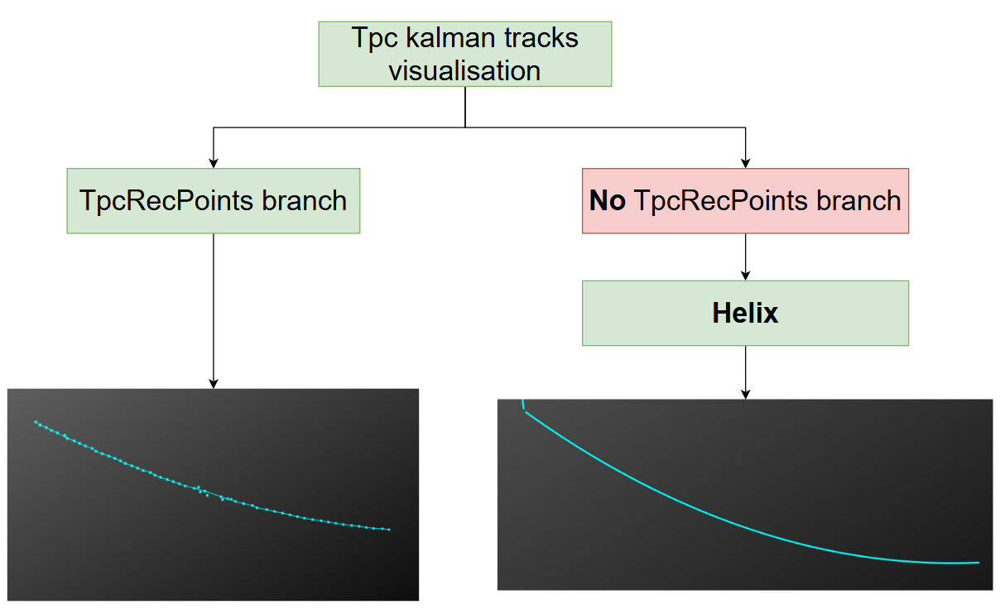 Tpc kalman tracks
visualisation
TpcRecPoints branch
No TpcRecPoints branch
Helix